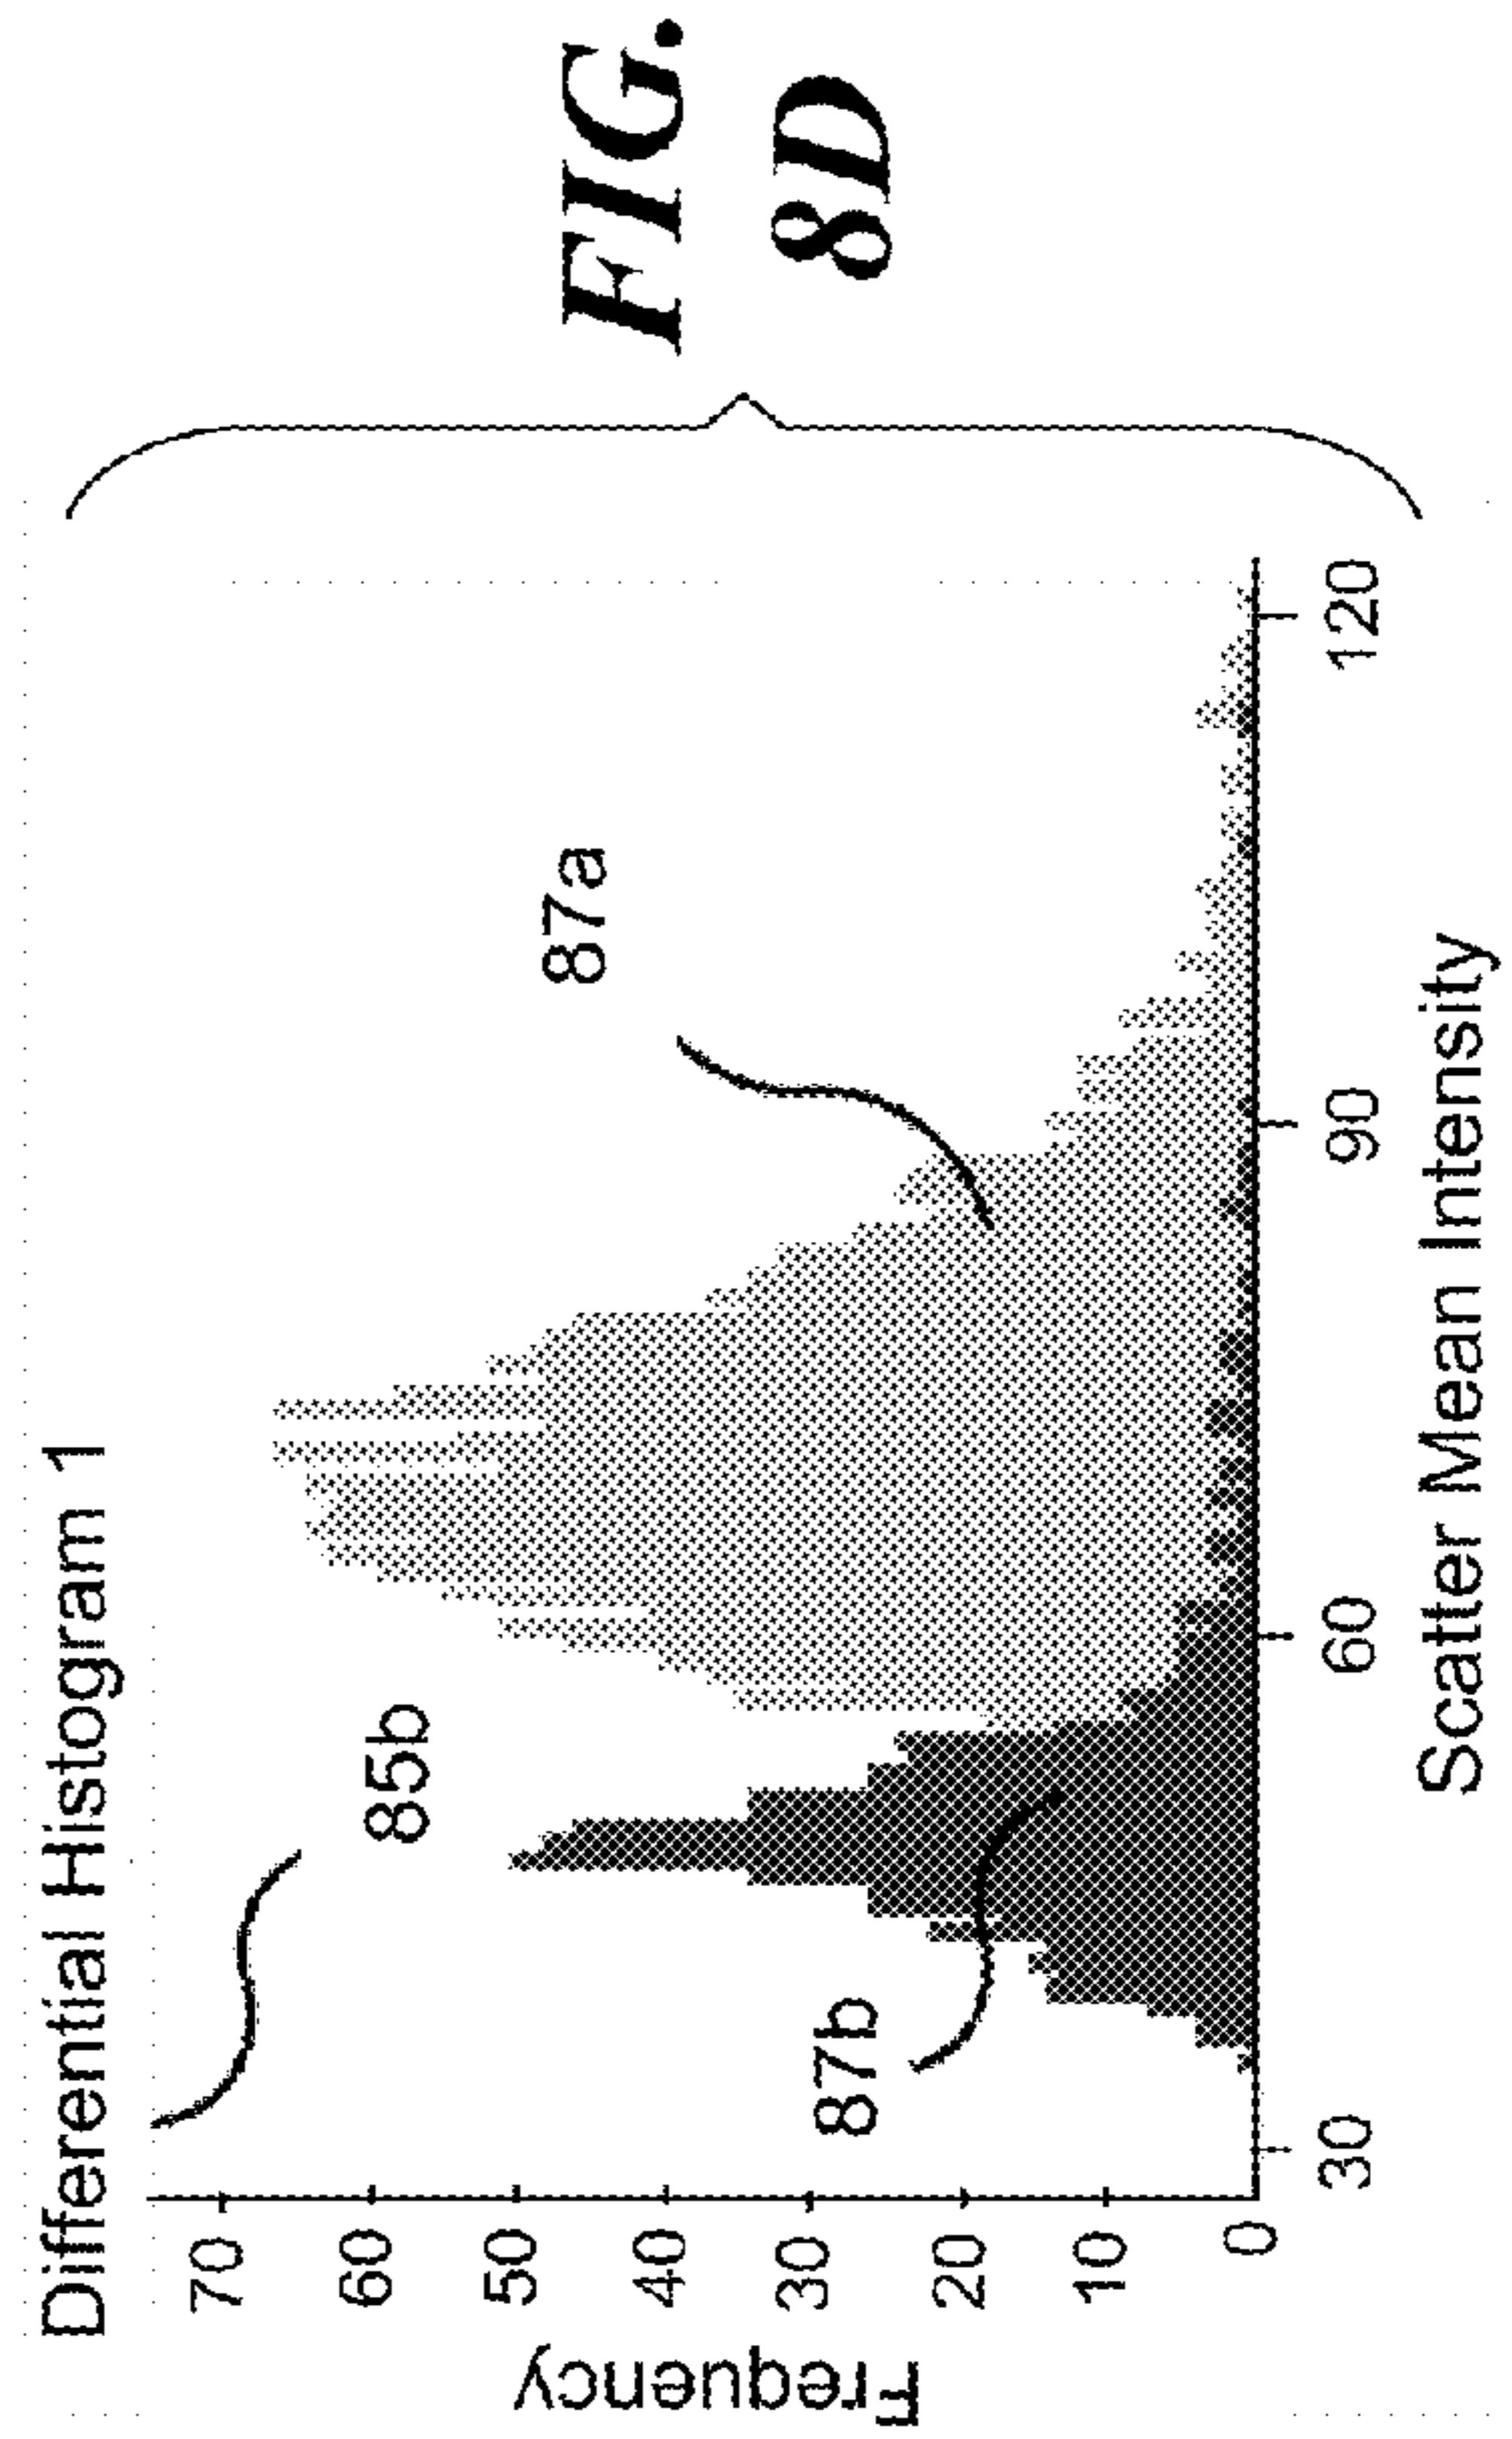 Differential Histogram 1
85b
87a
87b
Frequency
70
60
50
40
30
20
10
0
30
60
90
120
Scatter Mean Intensity
FIG.
8D